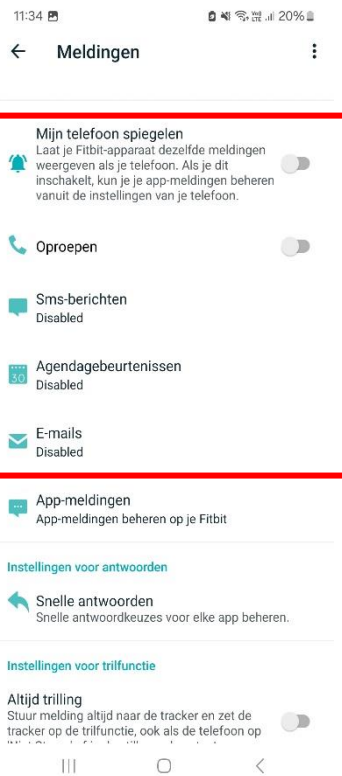 11:34 20%
Meldingen
Mijn telefoon spiegelen
Laat je Fitbit-apparaat dezelfde meldingen
weergeven als je telefoon. Als je dit
inschakelt, kun je je app-meldingen beheren
vanuit de instellingen van je telefoon.
Oproepen
Sms-berichten
Disabled
30
Agendagebeurtenissen
Disabled
E-mails
Disabled
App-meldingen
App-meldingen beheren op je Fitbit
Instellingen voor antwoorden
Snelle antwoorden
Snelle antwoordkeuzes voor elke app beheren.
Instellingen voor trilfunctie
Altijd trilling
Stuur melding altijd naar de tracker en zet de
tracker op de trilfunctie, ook als de telefoon op